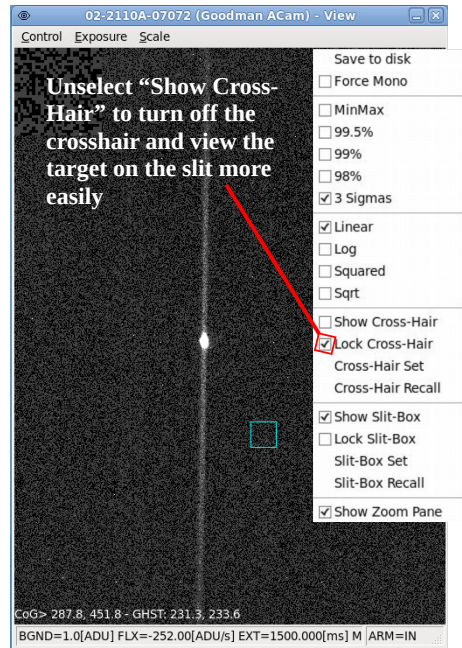 02-2110A-07072 (Goodman ACam) - View
Control Exposure Scale
Unselect “Show Cross-
Hair” to turn off the
crosshair and view the
target on the slit more
easily
Save to disk
Force Mono
MinMax
99.5%
99%
98%
3 Sigmas
Linear
Log
Squared
Sqrt
Show Cross-Hair
Lock Cross-Hair
Cross-Hair Set
Cross-Hair Recall
Show Slit-Box
Lock Slit-Box
Slit-Box Set
Slit-Box Recall
Show Zoom Pane
CoG> 287.8, 451.8 - GHST: 231.3, 233.6
BGND=1.0[ADU] FLX=-252.00[ADU/s] EXT=1500.000[ms] M ARM=IN